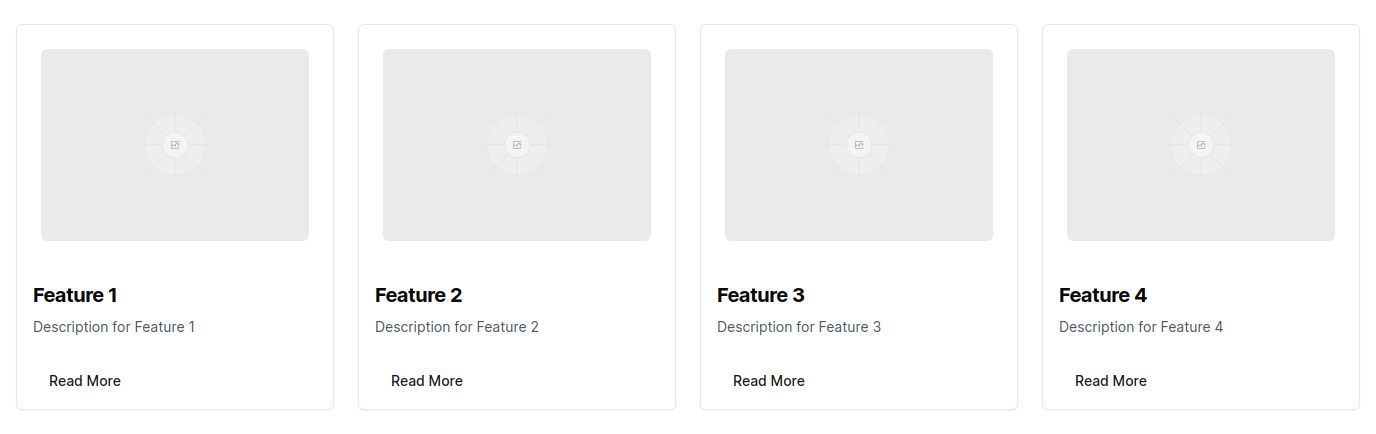 Feature 1
Description for Feature 1
Read More
Feature 2
Description for Feature 2
Read More
Feature 3
Description for Feature 3
Read More
Feature 4
Description for Feature 4
Read More